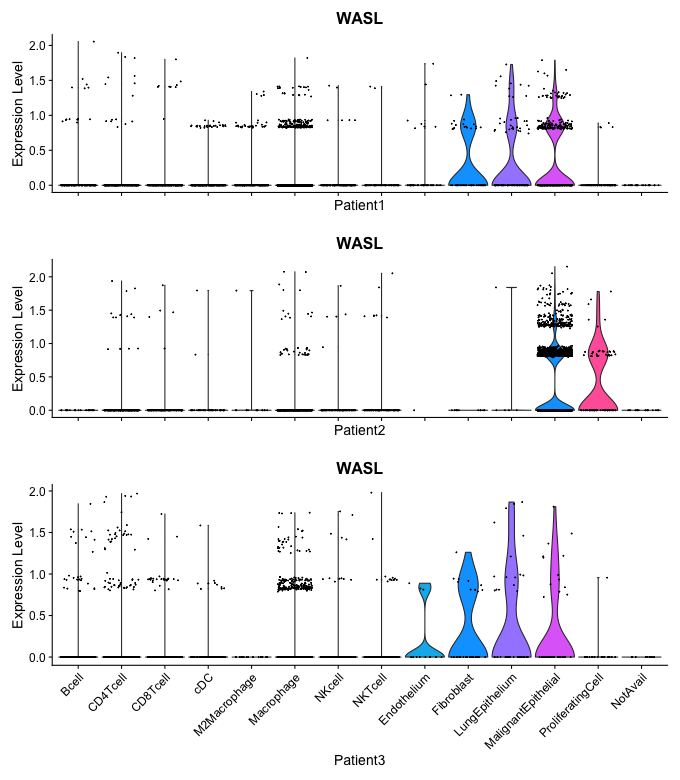 WASL
Expression Level
2.0
1.5
1.0
0.5
0.0
Patient1
WASL
Expression Level
2.0
1.5
1.0
0.5
0.0
Patient2
WASL
Expression Level
2.0
1.5
1.0
0.5
0.0
Bcell
CD4Tcell
CD8Tcell
cDC
M2Macrophage
Macrophage
NKcell
NKTcell
Endothelium
Fibroblast
LungEpithelium
MalignantEpithelial
ProliferatingCell
NotAvail
Patient3